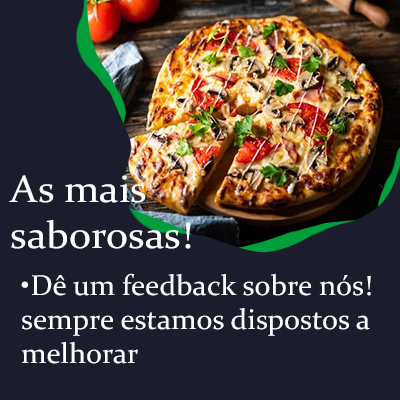 As mais
saborosas!
•Dê um feedback sobre nós!
sempre estamos dispostos a
melhorar